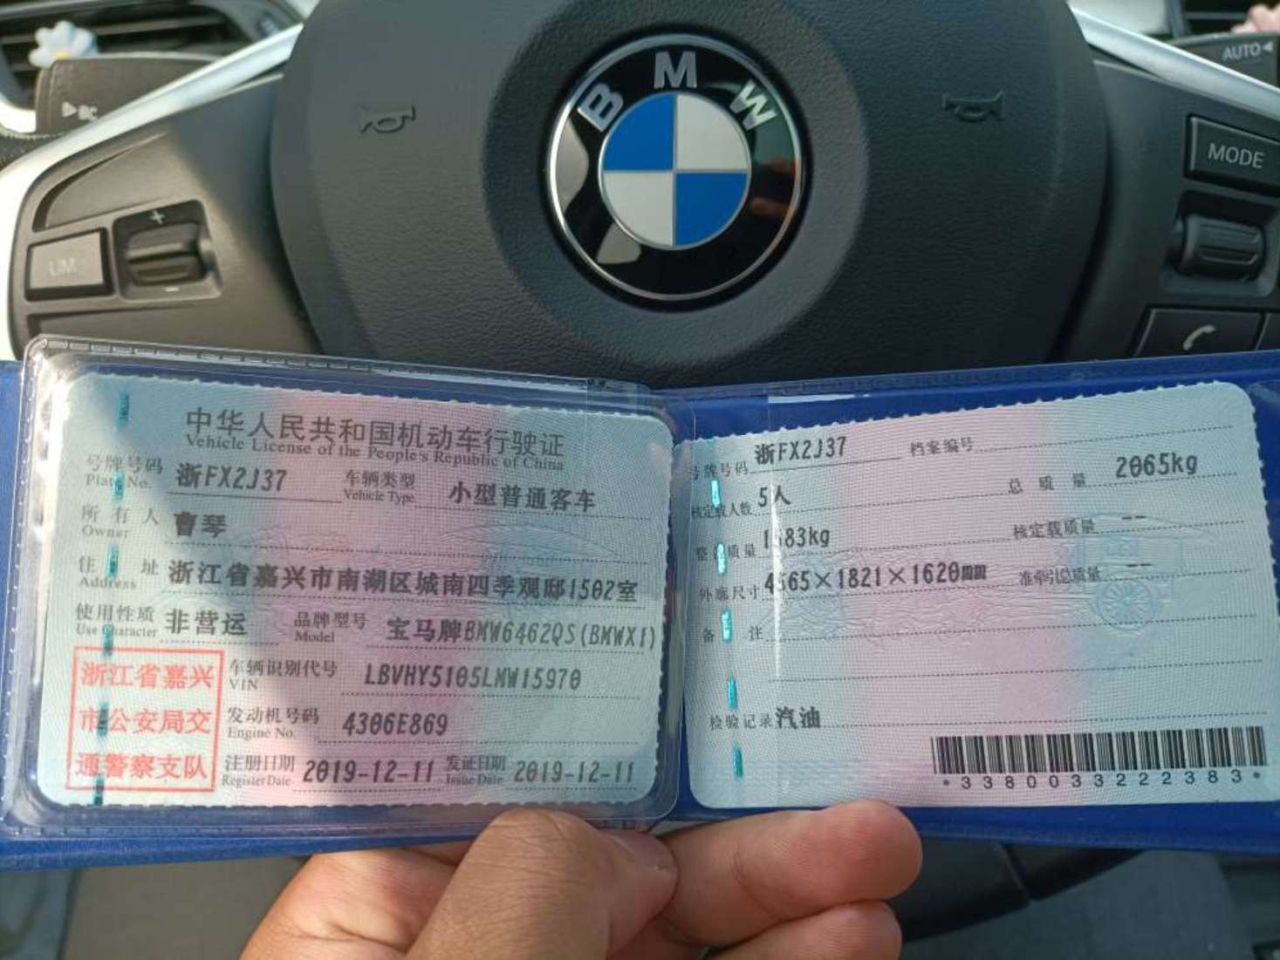 BMW
AUTO
MODE
LIM
+
-
中华人民共和国机动车行驶证
Vehicle License of the People's Republic of China
号牌号码 浙FX2J37 车辆类型 小型普通客车
Plate No. Vehicle Type
所有人 曹琴
Owner
住址 浙江省嘉兴市南湖区城南四季观邸1502室
Address
使用性质 非营运 品牌型号 宝马牌BMW6462QS(BMWX1)
Use Character Model
浙江省嘉兴
市公安局交
通警察支队
车辆识别代号 LBVHY5105LMW15970
VIN
发动机号码 4306E869
Engine No.
注册日期 2019-12-11 发证日期 2019-12-11
Register Date Issue Date
号牌号码 浙FX2J37 档案编号
核定载人数 5人 总质量 2065kg
整备质量 kg 核定载质量 --
外廓尺寸 4565×1821×1620mm 准牵引总质量 --
备注
检验记录 汽油
*3380033222383*